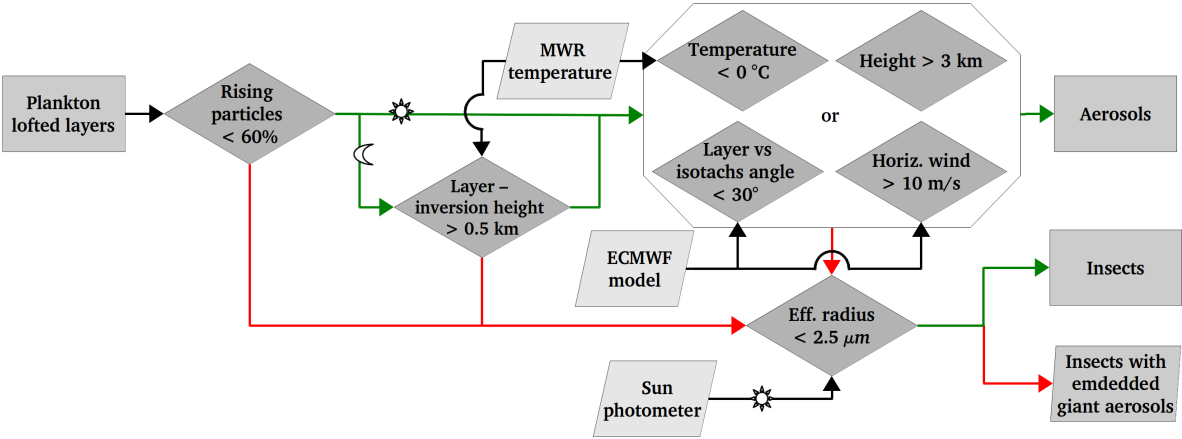 Plankton
lofted layers
Rising
particles
< 60%
MWR
temperature
Layer –
inversion height
> 0.5 km
Temperature
< 0 °C
Height > 3 km
or
Layer vs
isotachs angle
< 30°
Horiz. wind
> 10 m/s
Aerosols
ECMWF
model
Eff. radius
< 2.5 μm
Sun
photometer
Insects
Insects with
emdedded
giant aerosols